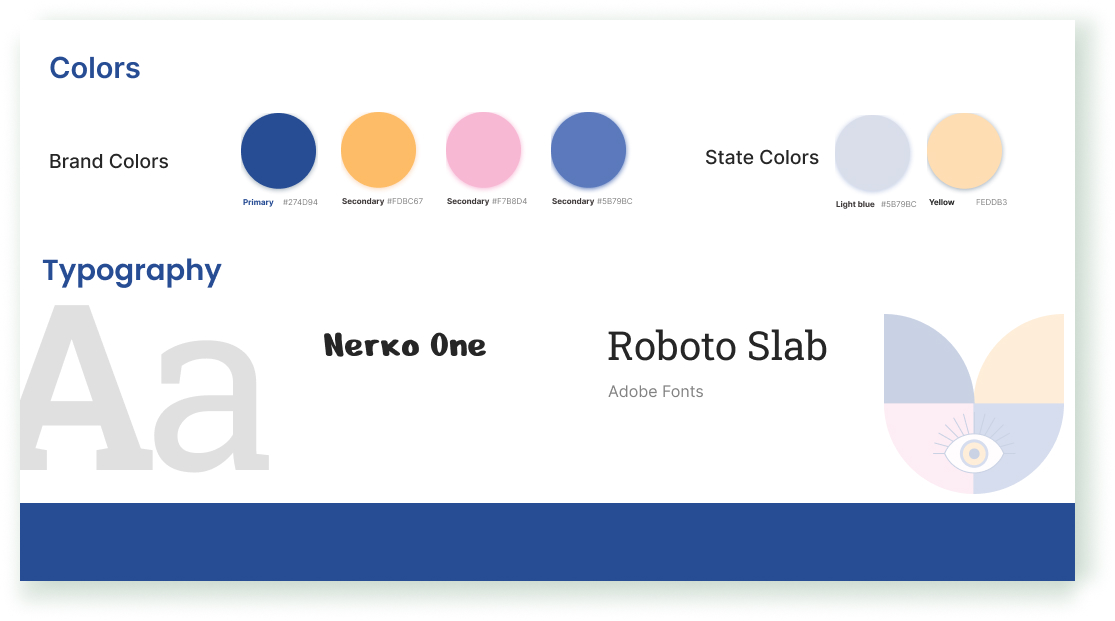 Colors
Brand Colors
Primary #274D94
Secondary #FDBC67
Secondary #F7B8D4
Secondary #5B79BC
State Colors
Light blue #5B79BC
Yellow FEDDB3
Typography
Aa
Nerko One
Roboto Slab
Adobe Fonts